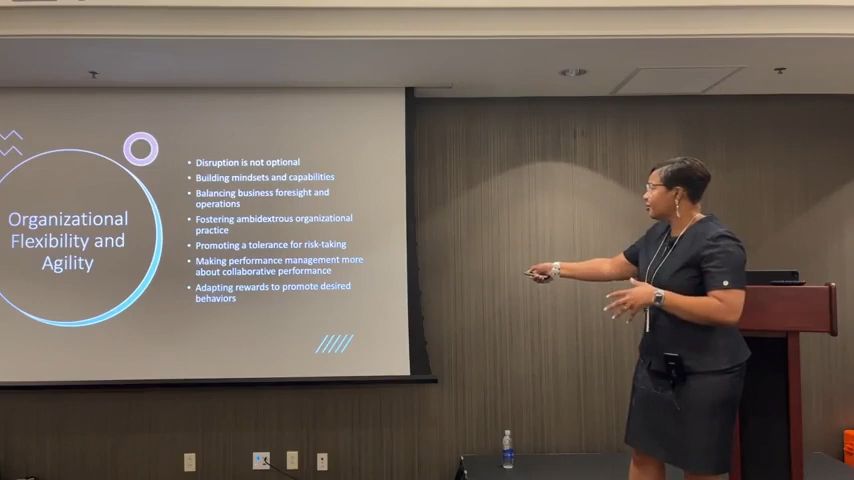 Organizational
Flexibility and
Agility
• Disruption is not optional
• Building mindsets and capabilities
• Balancing business foresight and
operations
• Fostering ambidextrous organizational
practice
• Promoting a tolerance for risk-taking
• Making performance management more
about collaborative performance
• Adapting rewards to promote desired
behaviors